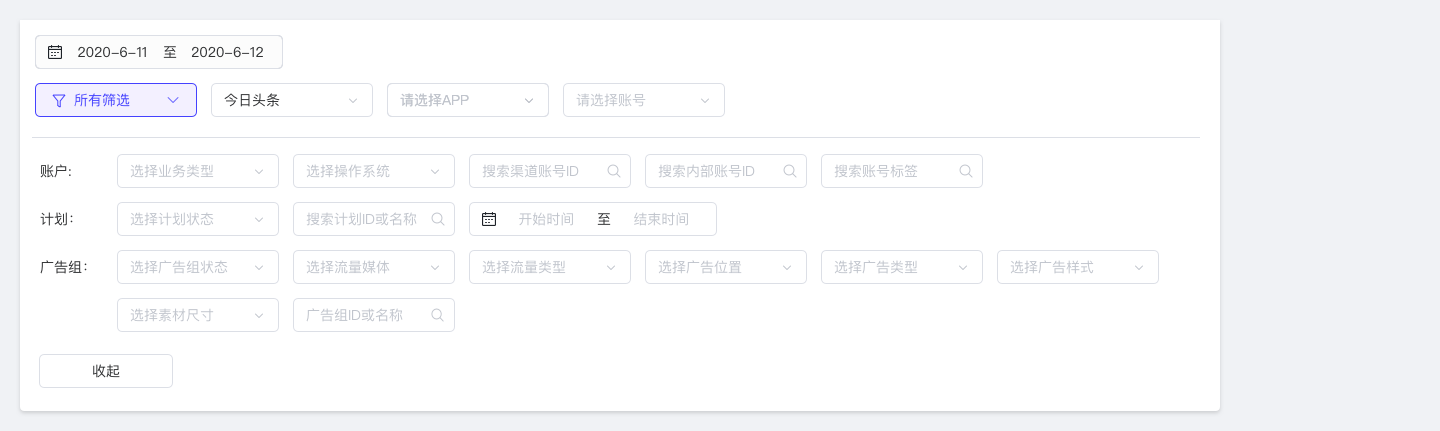 2020-6-11 至 2020-6-12
所有筛选 今日头条 请选择APP 请选择账号
账户: 选择业务类型 选择操作系统 搜索渠道账号ID 搜索内部账号ID 搜索账号标签
计划: 选择计划状态 搜索计划ID或名称 开始时间 至 结束时间
广告组: 选择广告组状态 选择流量媒体 选择流量类型 选择广告位置 选择广告类型 选择广告样式
选择素材尺寸 广告组ID或名称
收起